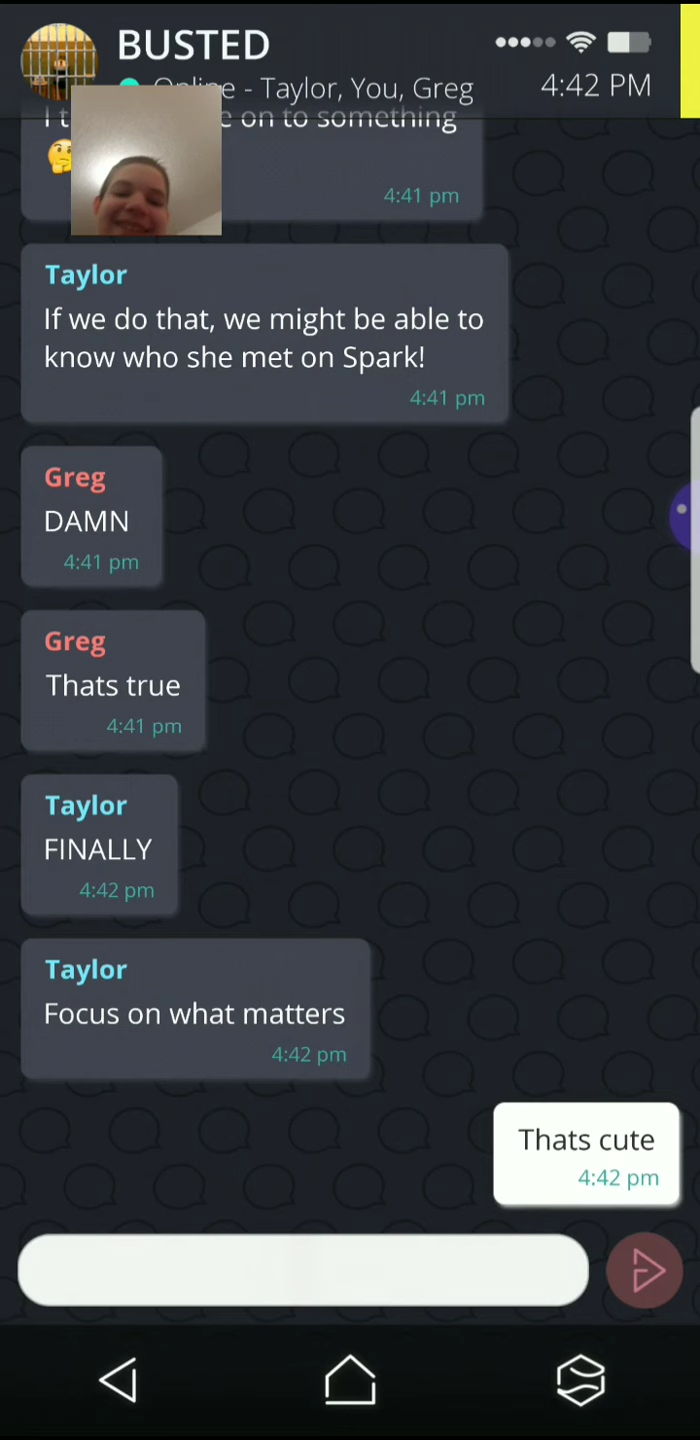 BUSTED
Online - Taylor, You, Greg
4:42 PM
on to something
4:41 pm
Taylor
If we do that, we might be able to
know who she met on Spark!
4:41 pm
Greg
DAMN
4:41 pm
Greg
Thats true
4:41 pm
Taylor
FINALLY
4:42 pm
Taylor
Focus on what matters
4:42 pm
Thats cute
4:42 pm